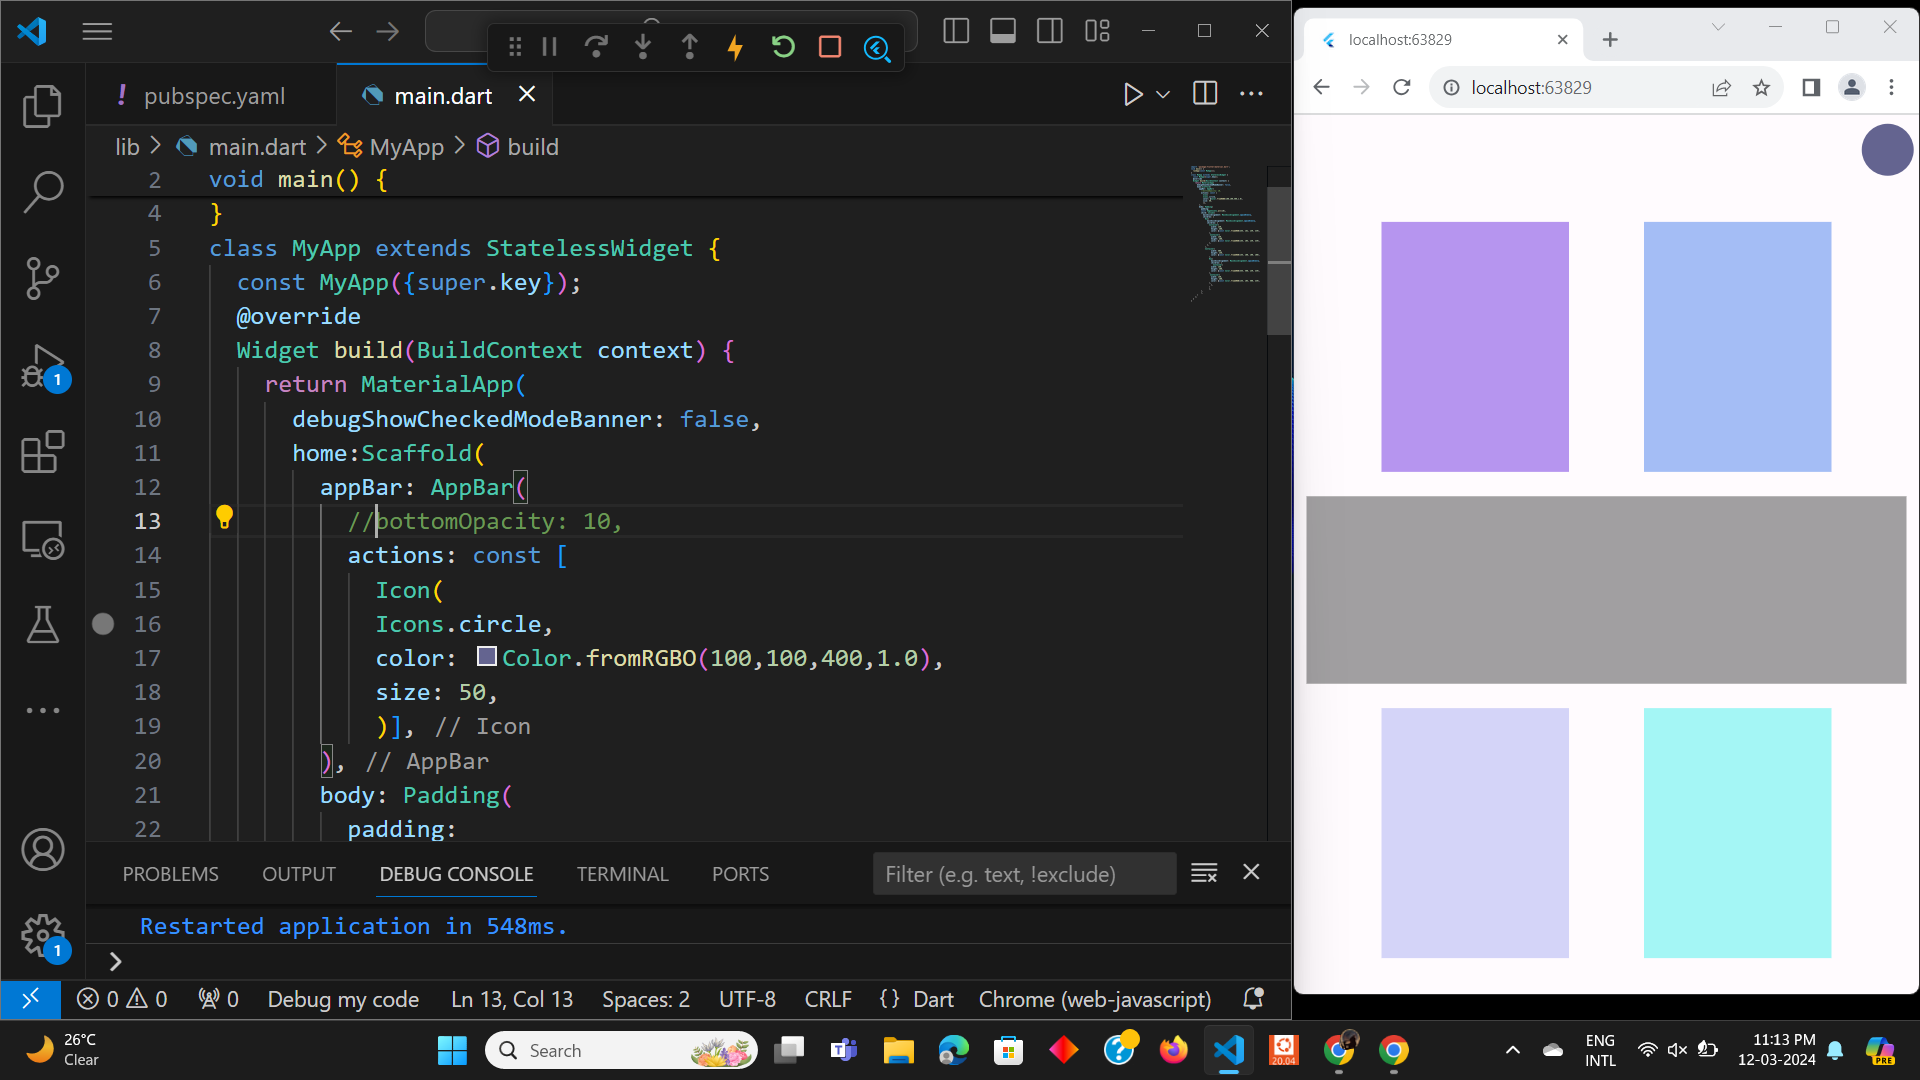 pubspec.yaml
main.dart
lib > main.dart > MyApp > build
2 void main() {
4 }
5 class MyApp extends StatelessWidget {
6 const MyApp({super.key});
7 @override
8 Widget build(BuildContext context) {
9 return MaterialApp(
10 debugShowCheckedModeBanner: false,
11 home:Scaffold(
12 appBar: AppBar(
13 //bottomOpacity: 10,
14 actions: const [
15 Icon(
16 Icons.circle,
17 color: Color.fromRGBO(100,100,400,1.0),
18 size: 50,
19 )], // Icon
20 ), // AppBar
21 body: Padding(
22 padding:
1
1
PROBLEMS
OUTPUT
DEBUG CONSOLE
TERMINAL
PORTS
Filter (e.g. text, !exclude)
Restarted application in 548ms.
0 0 0 Debug my code Ln 13, Col 13 Spaces: 2 UTF-8 CRLF {} Dart Chrome (web-javascript)
localhost:63829
localhost:63829
26°C
Clear
Search
20.04
ENG
INTL
11:13 PM
12-03-2024
PRE